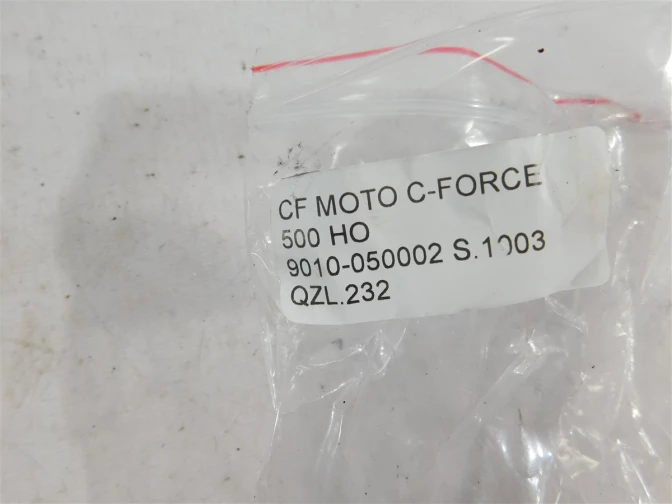 CF MOTO C-FORCE
500 HO
9010-050002 S.1003
QZL.232